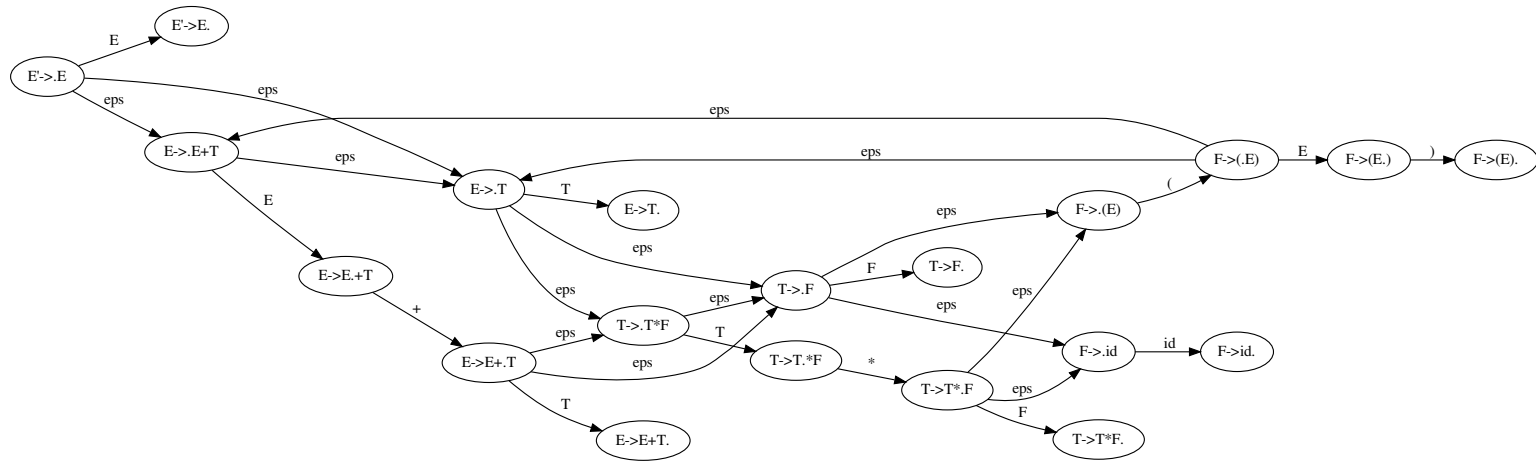 E'->E.
E
E'->.E
eps
eps
eps
E->.E+T
eps
eps
F->(.E)
E
F->(E.)
)
F->(E).
E->.T
T
E->T.
(
F->.(E)
E
eps
eps
F
T->F.
E->E.+T
T->.F
eps
eps
+
eps
T->.T*F
eps
T
eps
F->.id
id
F->id.
E->E+.T
eps
T->T.*F
*
T->T*.F
eps
T
F
E->E+T.
T->T*F.